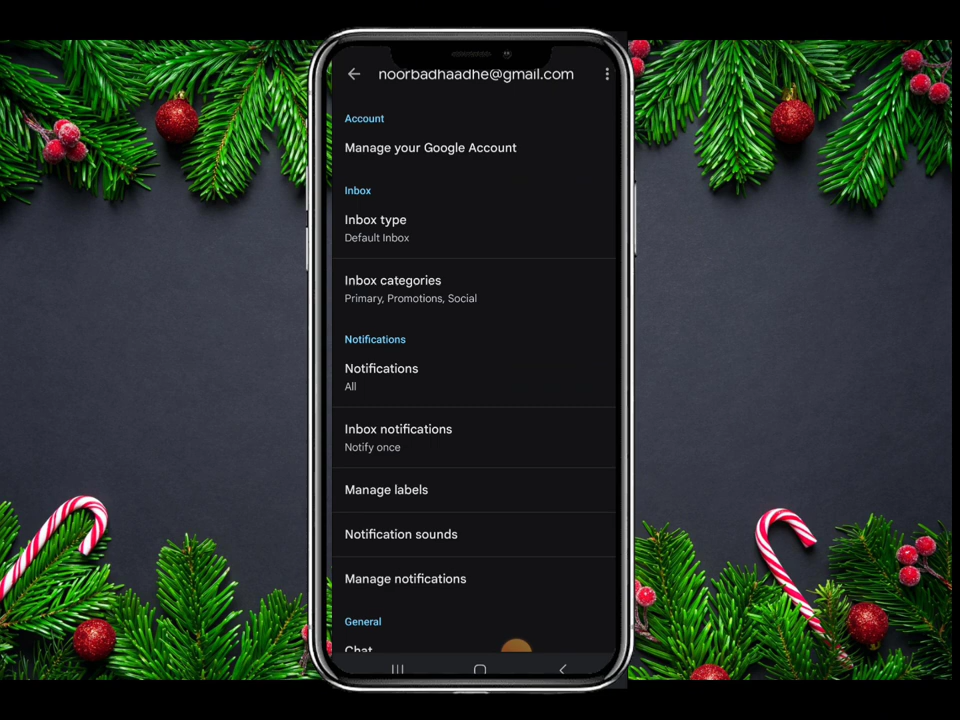 noorbadhaadhe@gmail.com
Account
Manage your Google Account
Inbox
Inbox type
Default Inbox
Inbox categories
Primary, Promotions, Social
Notifications
Notifications
All
Inbox notifications
Notify once
Manage labels
Notification sounds
Manage notifications
General
Chat